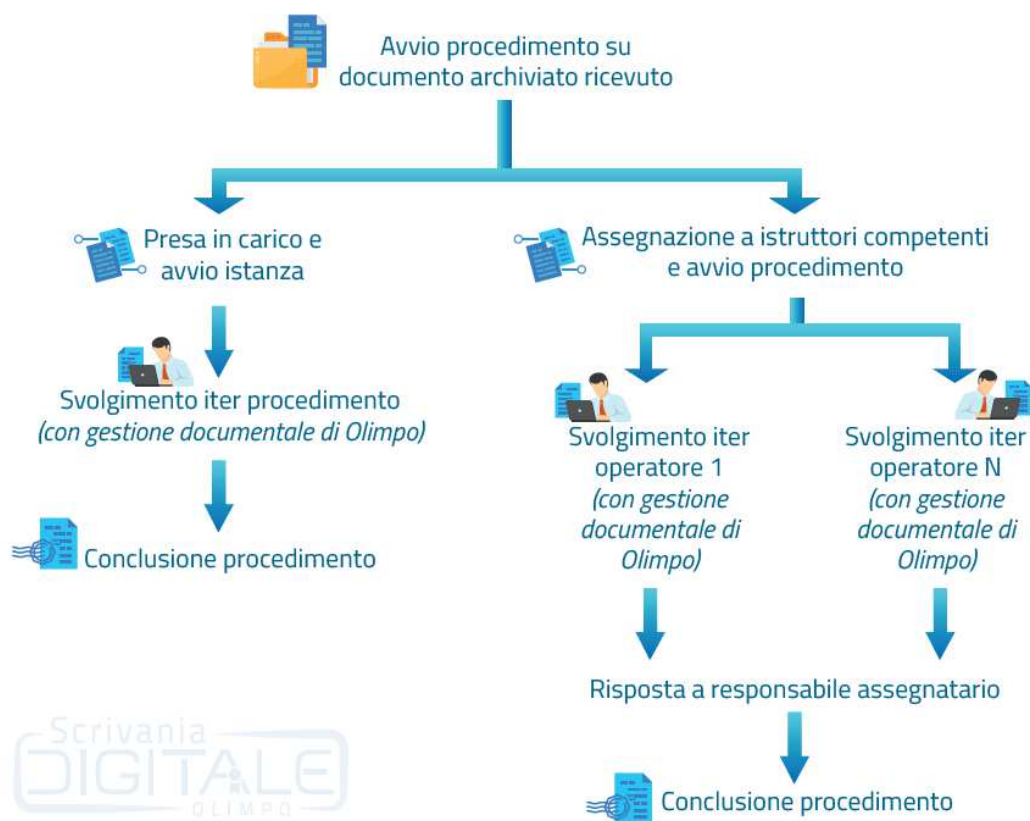 Avvio procedimento su
documento archiviato ricevuto
Presa in carico e
avvio istanza
Svolgimento iter procedimento
(con gestione documentale di Olimpo)
Conclusione procedimento
Assegnazione a istruttori competenti
e avvio procedimento
Svolgimento iter
operatore 1
(con gestione
documentale di
Olimpo)
Svolgimento iter
operatore N
(con gestione
documentale di
Olimpo)
Risposta a responsabile assegnatario
Conclusione procedimento
Scrivania
DIGITALE
OLIMPO